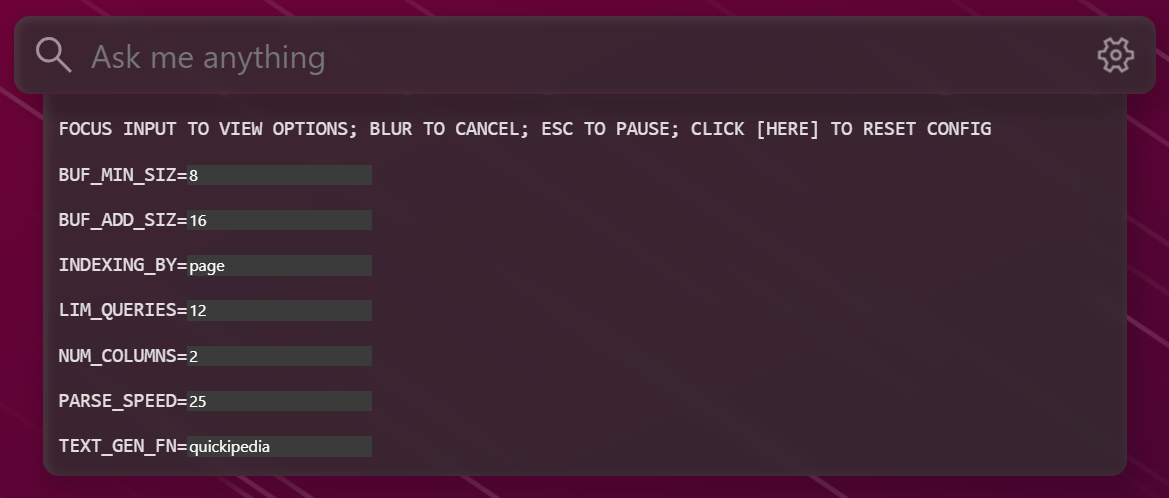 Ask me anything
FOCUS INPUT TO VIEW OPTIONS; BLUR TO CANCEL; ESC TO PAUSE; CLICK [HERE] TO RESET CONFIG
BUF_MIN_SIZ=8
BUF_ADD_SIZ=16
INDEXING_BY=page
LIM_QUERIES=12
NUM_COLUMNS=2
PARSE_SPEED=25
TEXT_GEN_FN=quickipedia